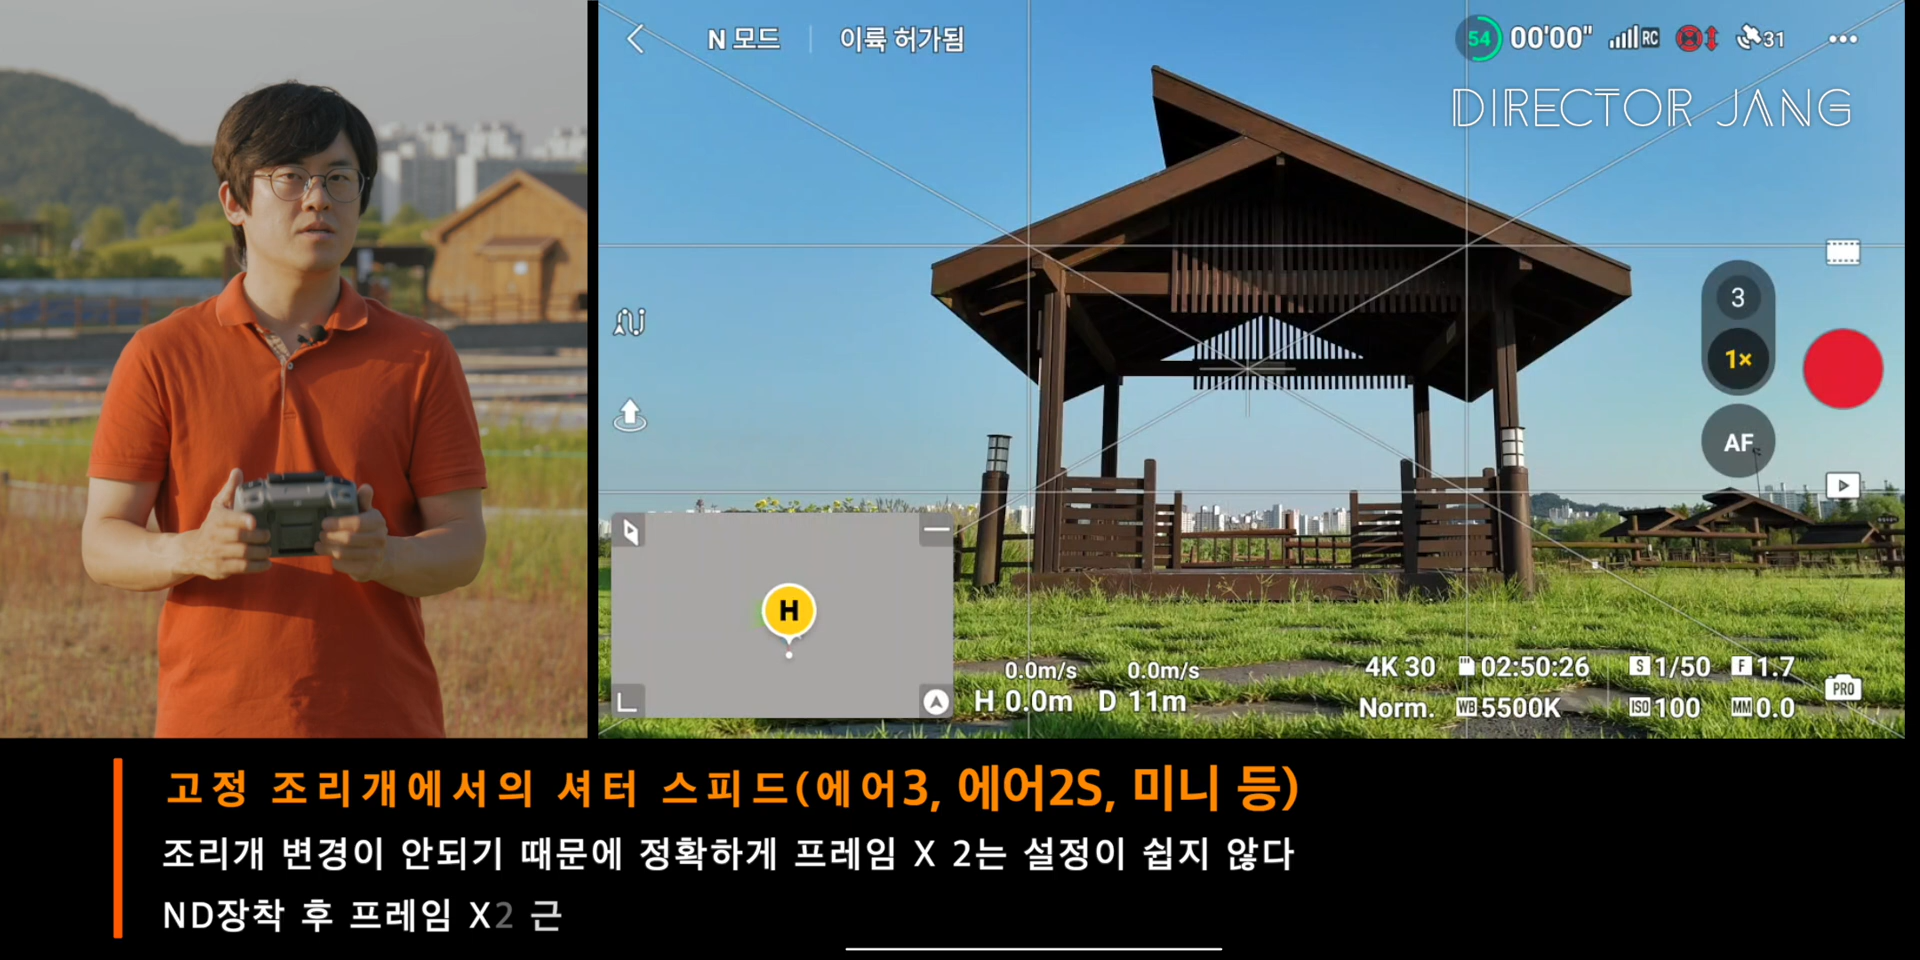 N 모드
이륙 허가됨
54
00'00"
RC
31
DIRECTOR JANG
3
1×
AF
H
0.0m/s
0.0m/s
H 0.0m
D 11m
4K 30
02:50:26
S 1/50
F 1.7
Norm.
WB 5500K
ISO 100
MM 0.0
PRO
고정 조리개에서의 셔터 스피드(에어3, 에어2S, 미니 등)
조리개 변경이 안되기 때문에 정확하게 프레임 X 2는 설정이 쉽지 않다
ND장착 후 프레임 X2 근